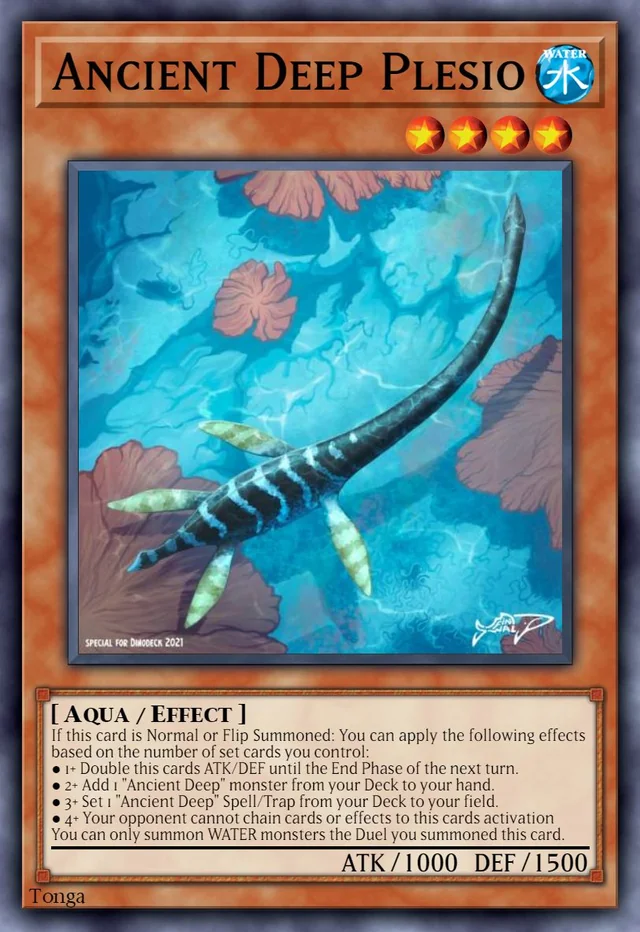 Ancient Deep Plesio
WATER
水
SPECIAL FOR DINODECK 2021
[ Aqua / Effect ]
If this card is Normal or Flip Summoned: You can apply the following effects
based on the number of set cards you control:
● 1+ Double this cards ATK/DEF until the End Phase of the next turn.
● 2+ Add 1 "Ancient Deep" monster from your Deck to your hand.
● 3+ Set 1 "Ancient Deep" Spell/Trap from your Deck to your field.
● 4+ Your opponent cannot chain cards or effects to this cards activation
You can only summon WATER monsters the Duel you summoned this card.
ATK/1000 DEF/1500
Tonga